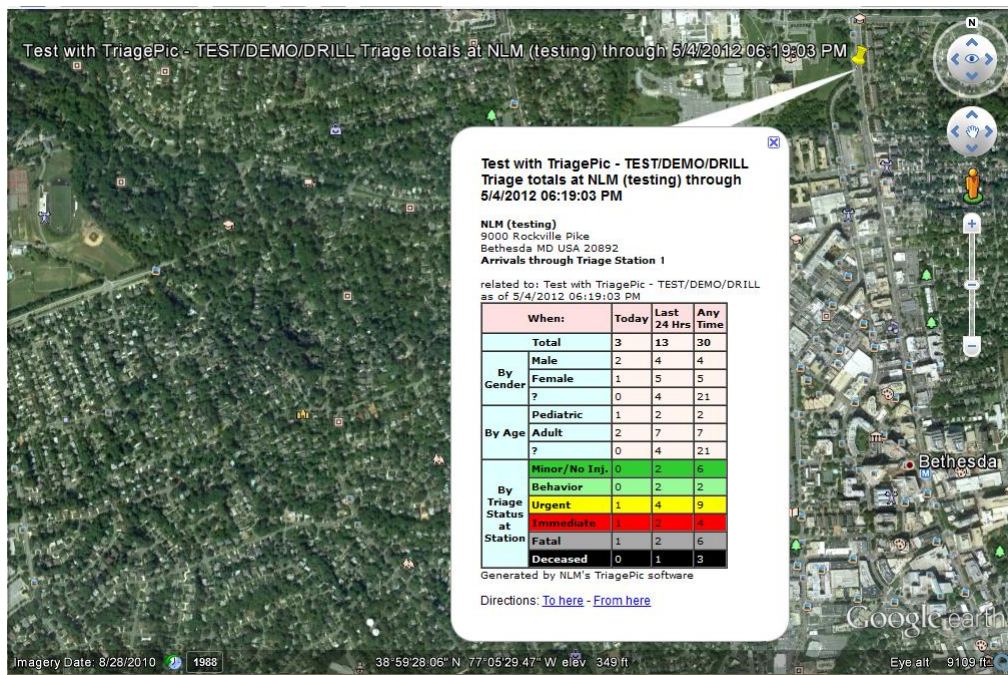 Test with TriagePic - TEST/DEMO/DRILL Triage totals at NLM (testing) through 5/4/2012 06:19:03 PM
N
Test with TriagePic - TEST/DEMO/DRILL
Triage totals at NLM (testing) through
5/4/2012 06:19:03 PM
NLM (testing)
9000 Rockville Pike
Bethesda MD USA 20892
Arrivals through Triage Station 1
related to: Test with TriagePic - TEST/DEMO/DRILL
as of 5/4/2012 06:19:03 PM
When: Today Last 24 Hrs Any Time
Total 3 13 30
By Gender
Male 2 4 4
Female 1 5 5
? 0 4 21
By Age
Pediatric 1 2 2
Adult 2 7 7
? 0 4 21
By Triage Status at Station
Minor/No Inj. 0 2 6
Behavior 0 2 2
Urgent 1 4 9
Immediate 1 2 4
Fatal 1 2 6
Deceased 0 1 3
Generated by NLM's TriagePic software
Directions: To here - From here
Bethesda
M
Google earth
Imagery Date: 8/28/2010 1988 38°59'28.06" N 77°05'29.47" W elev 349 ft Eye alt 9109 ft